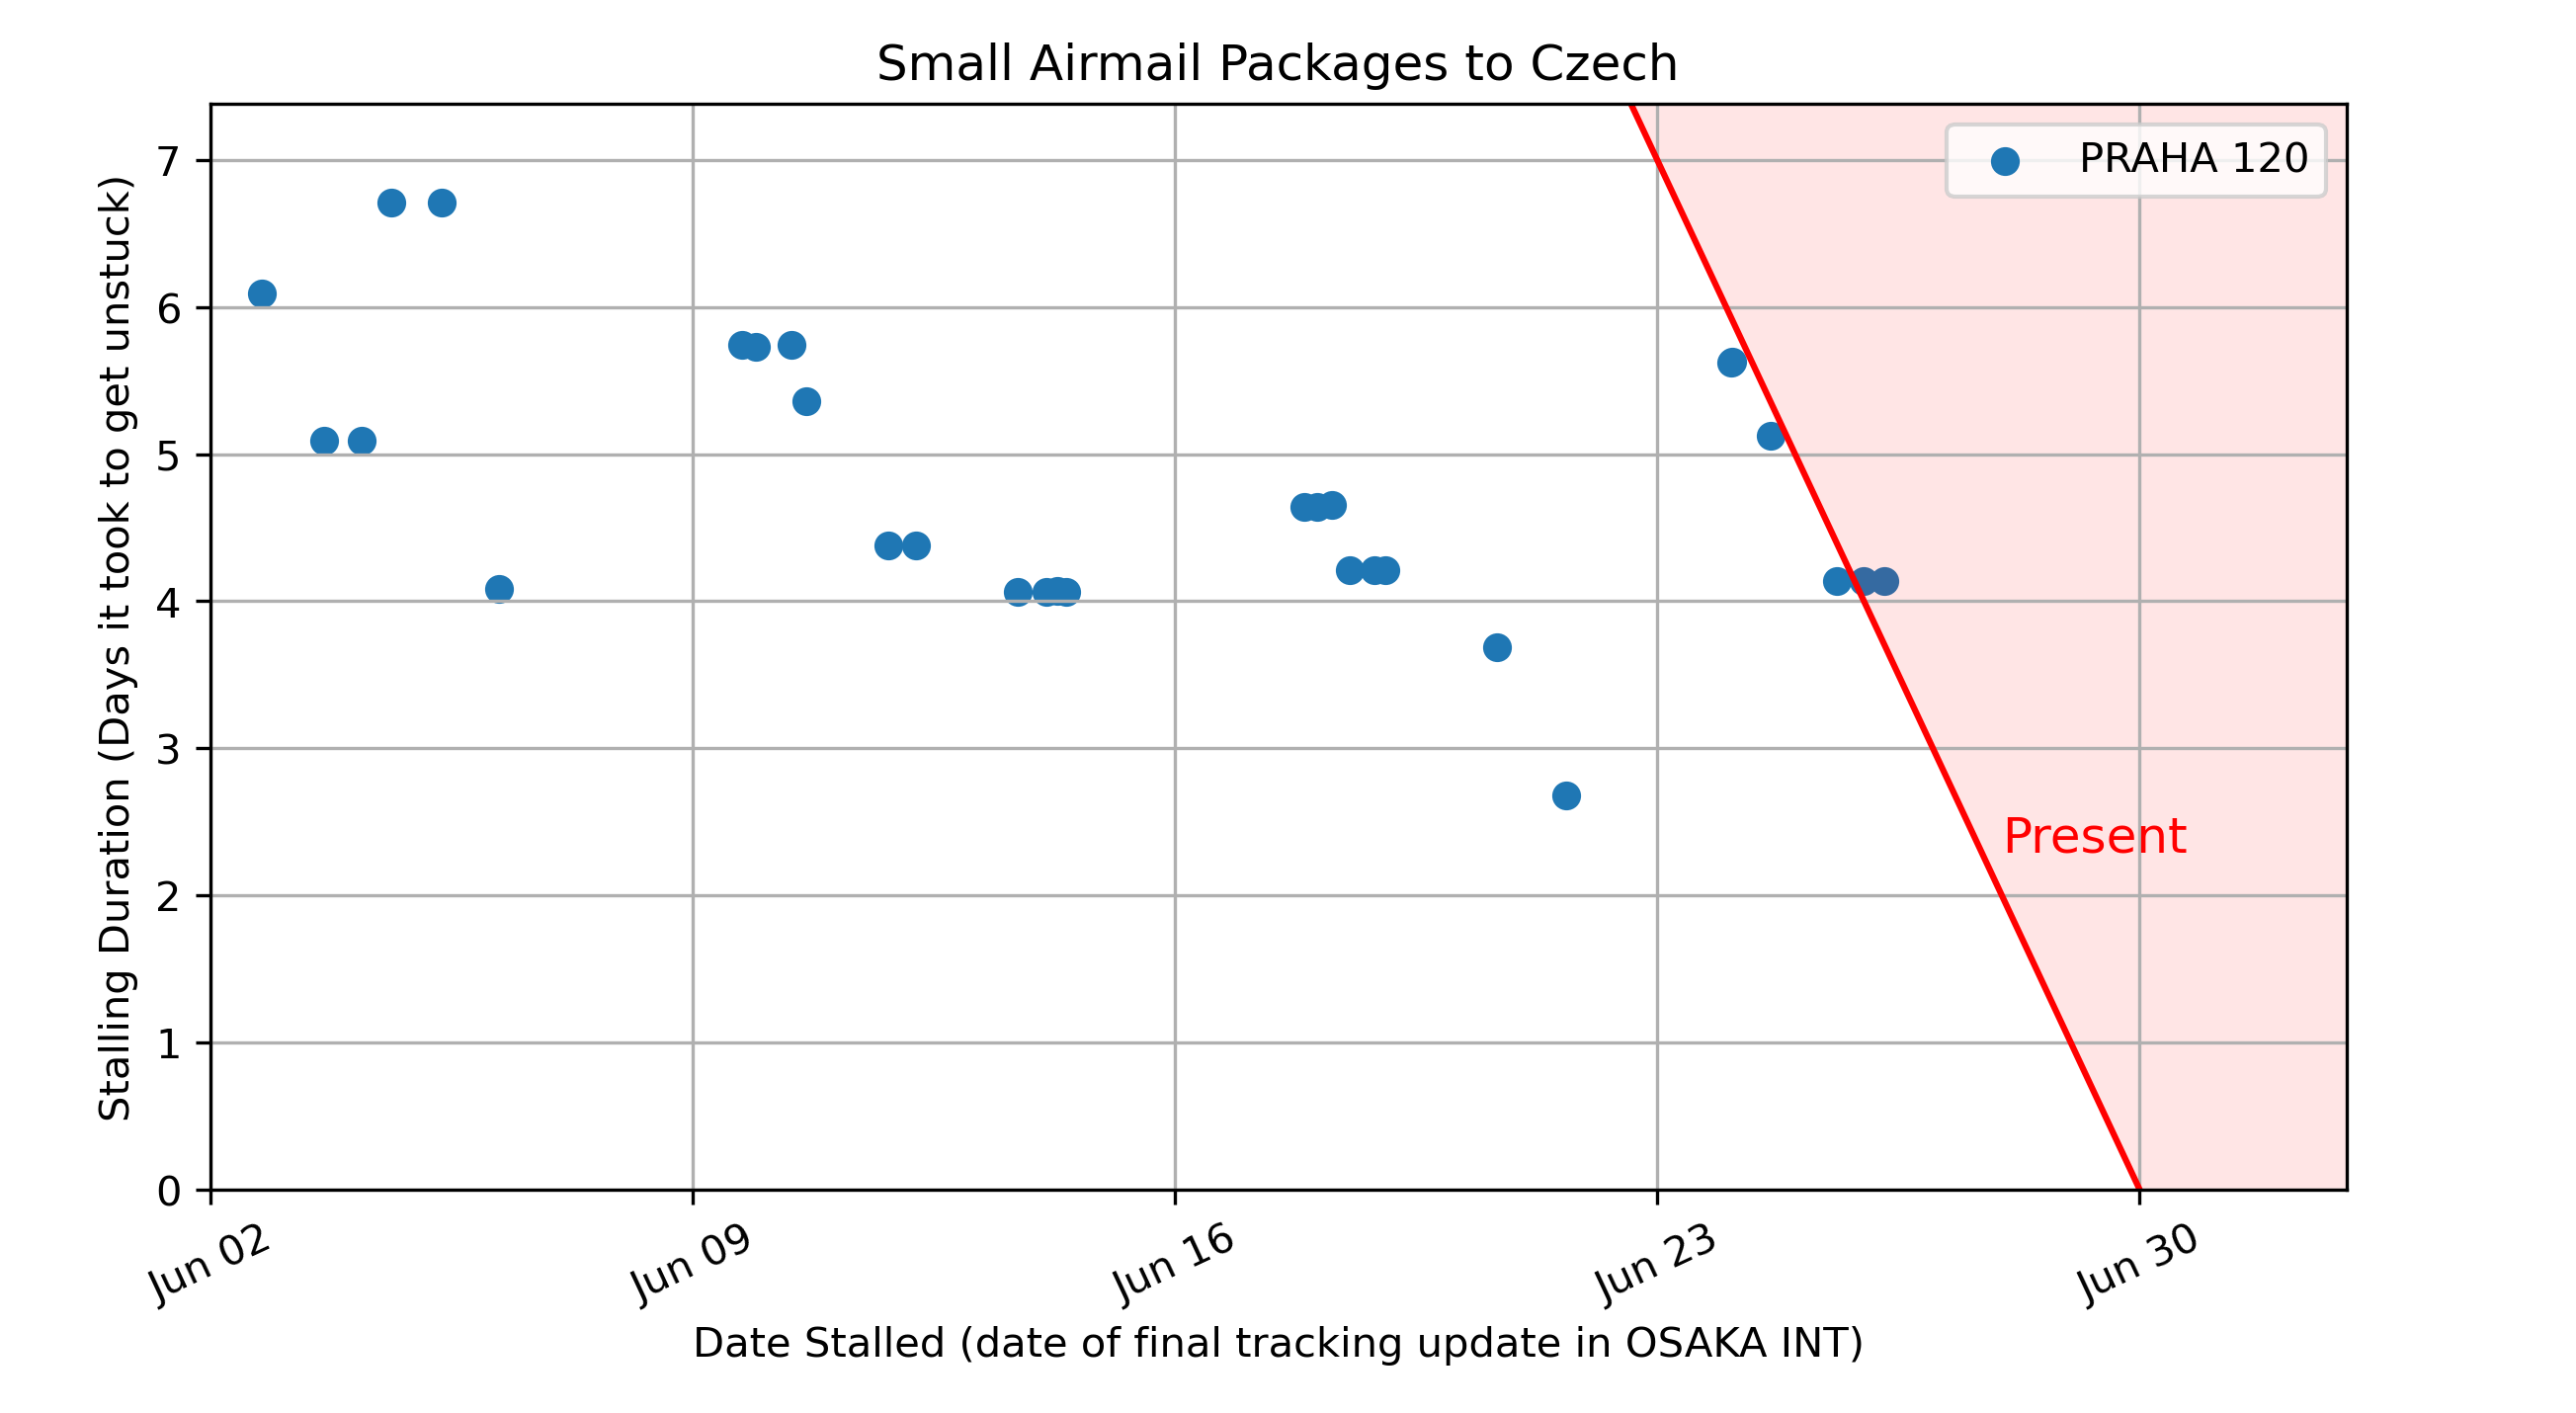 Small Airmail Packages to Czech
PRAHA 120
Stalling Duration (Days it took to get unstuck)
7
6
5
4
3
2
1
0
Present
Jun 02
Jun 09
Jun 16
Jun 23
Jun 30
Date Stalled (date of final tracking update in OSAKA INT)